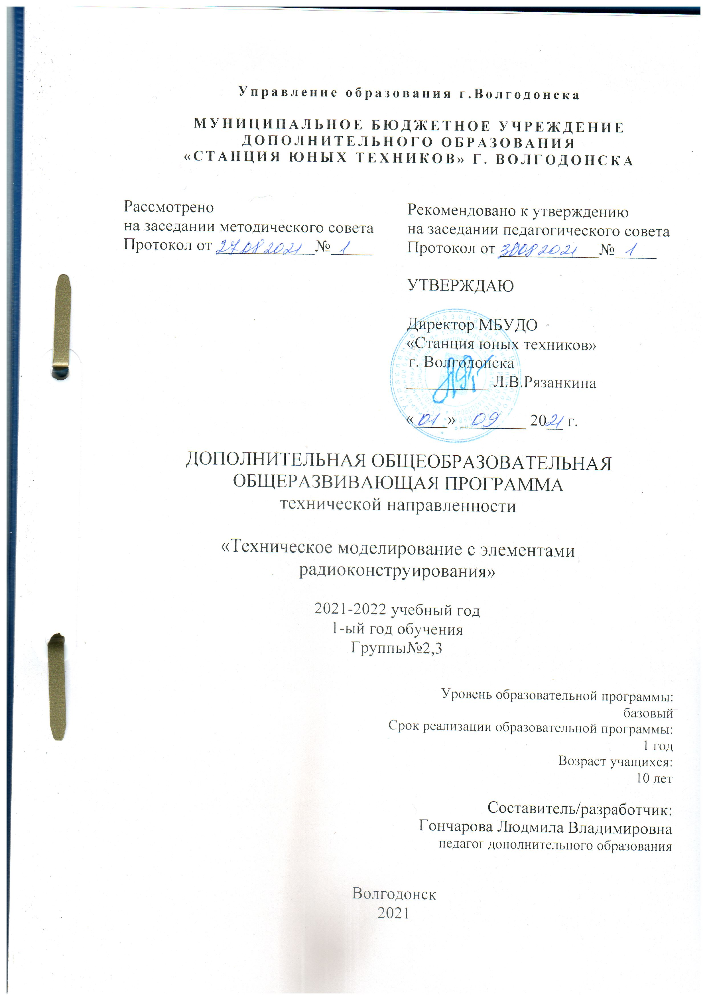 Управление образования г.Волгодонска
МУНИЦИПАЛЬНОЕ БЮДЖЕТНОЕ УЧРЕЖДЕНИЕ
ДОПОЛНИТЕЛЬНОГО ОБРАЗОВАНИЯ
«СТАНЦИЯ ЮНЫХ ТЕХНИКОВ» Г. ВОЛГОДОНСКА
Рассмотрено
на заседании методического совета
Протокол от 27 08 2021 № 1
Рекомендовано к утверждению
на заседании педагогического совета
Протокол от 30 08 2021 № 1
УТВЕРЖДАЮ
Директор МБУДО
«Станция юных техников»
г. Волгодонска
Л.В.Рязанкина
«01» 09 2021 г.
ДОПОЛНИТЕЛЬНАЯ ОБЩЕОБРАЗОВАТЕЛЬНАЯ
ОБЩЕРАЗВИВАЮЩАЯ ПРОГРАММА
технической направленности
«Техническое моделирование с элементами
радиоконструирования»
2021-2022 учебный год
1-ый год обучения
Группы№2,3
Уровень образовательной программы:
базовый
Срок реализации образовательной программы:
1 год
Возраст учащихся:
10 лет
Составитель/разработчик:
Гончарова Людмила Владимировна
педагог дополнительного образования
Волгодонск
2021